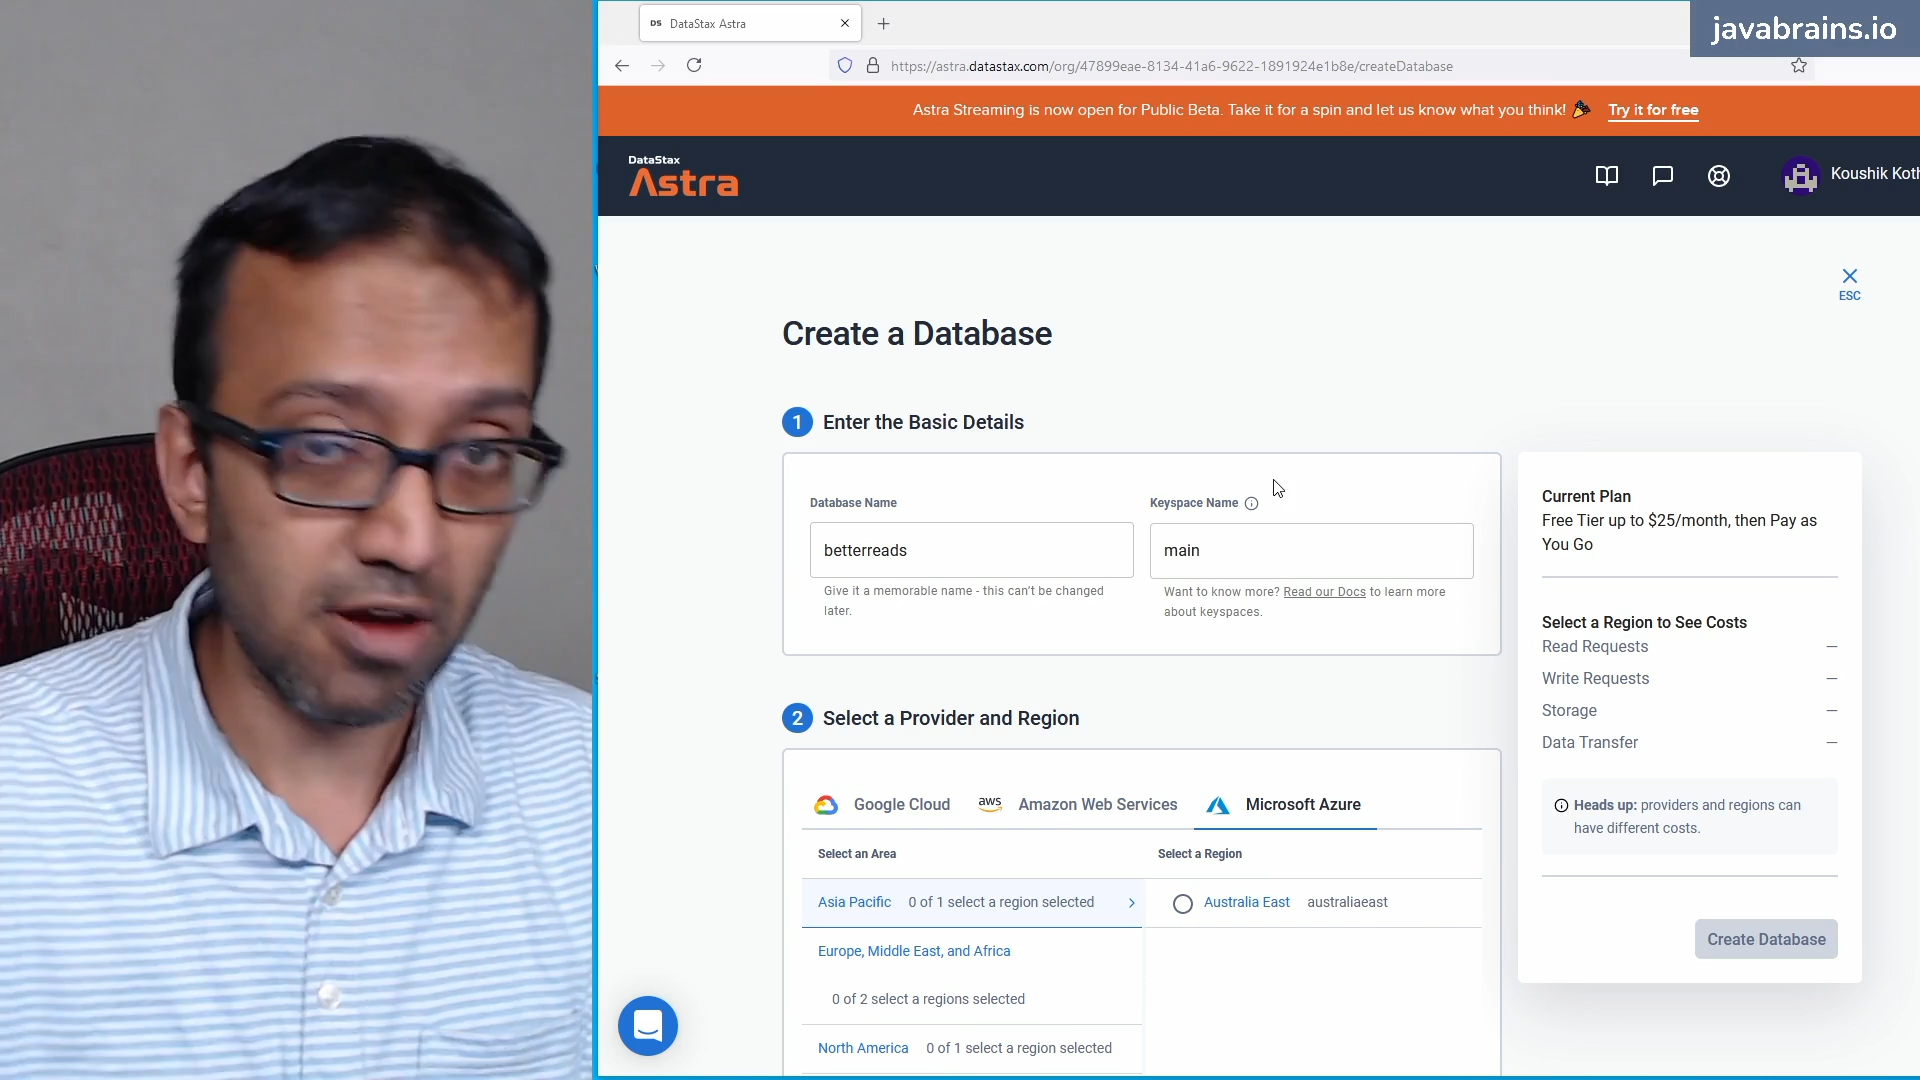 DS DataStax Astra
javabrains.io
https://astra.datastax.com/org/47899eae-8134-41a6-9622-1891924e1b8e/createDatabase
Astra Streaming is now open for Public Beta. Take it for a spin and let us know what you think! Try it for free
DataStax
Astra
Koushik Koth
ESC
Create a Database
1 Enter the Basic Details
Database Name
betterreads
Give it a memorable name - this can't be changed
later.
Keyspace Name
main
Want to know more? Read our Docs to learn more
about keyspaces.
Current Plan
Free Tier up to $25/month, then Pay as
You Go
Select a Region to See Costs
Read Requests –
Write Requests –
Storage –
Data Transfer –
Heads up: providers and regions can
have different costs.
Create Database
2 Select a Provider and Region
Google Cloud
aws Amazon Web Services
Microsoft Azure
Select an Area
Select a Region
Asia Pacific 0 of 1 select a region selected
Australia East australiaeast
Europe, Middle East, and Africa
0 of 2 select a regions selected
North America 0 of 1 select a region selected